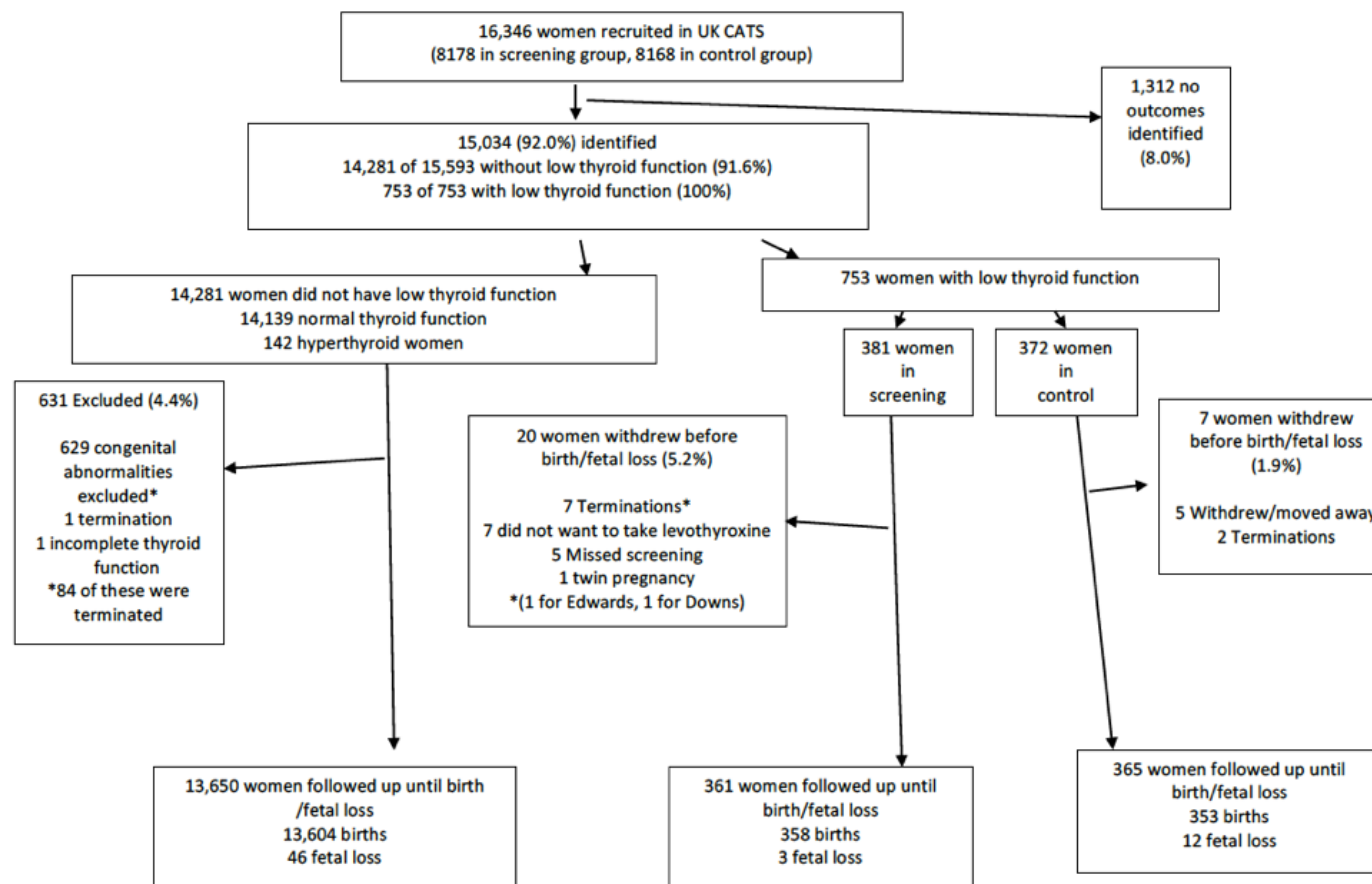 16,346 women recruited in UK CATS
(8178 in screening group, 8168 in control group)
1,312 no
outcomes
identified
(8.0%)
15,034 (92.0%) identified
14,281 of 15,593 without low thyroid function (91.6%)
753 of 753 with low thyroid function (100%)
14,281 women did not have low thyroid function
14,139 normal thyroid function
142 hyperthyroid women
753 women with low thyroid function
381 women
in
screening
372 women
in
control
631 Excluded (4.4%)
629 congenital
abnormalities
excluded*
1 termination
1 incomplete thyroid
function
*84 of these were
terminated
20 women withdrew before
birth/fetal loss (5.2%)
7 Terminations*
7 did not want to take levothyroxine
5 Missed screening
1 twin pregnancy
*(1 for Edwards, 1 for Downs)
7 women withdrew
before birth/fetal loss
(1.9%)
5 Withdrew/moved away
2 Terminations
13,650 women followed up until birth
/fetal loss
13,604 births
46 fetal loss
361 women followed up until
birth/fetal loss
358 births
3 fetal loss
365 women followed up until
birth/fetal loss
353 births
12 fetal loss